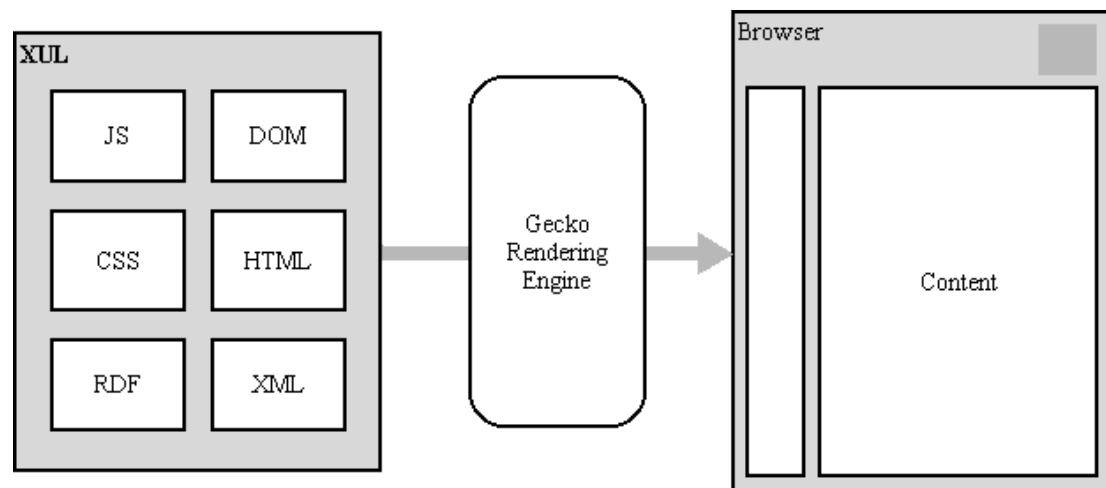 XUL
JS
DOM
CSS
HTML
RDF
XML
Gecko
Rendering
Engine
Browser
Content